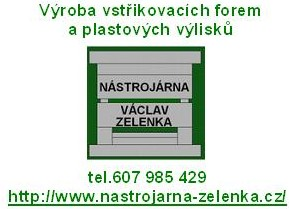 Výroba vstřikovacích forem
a plastových výlisků
NÁSTROJÁRNA
VÁCLAV
ZELENKA
tel.607 985 429
http://www.nastrojarna-zelenka.cz/